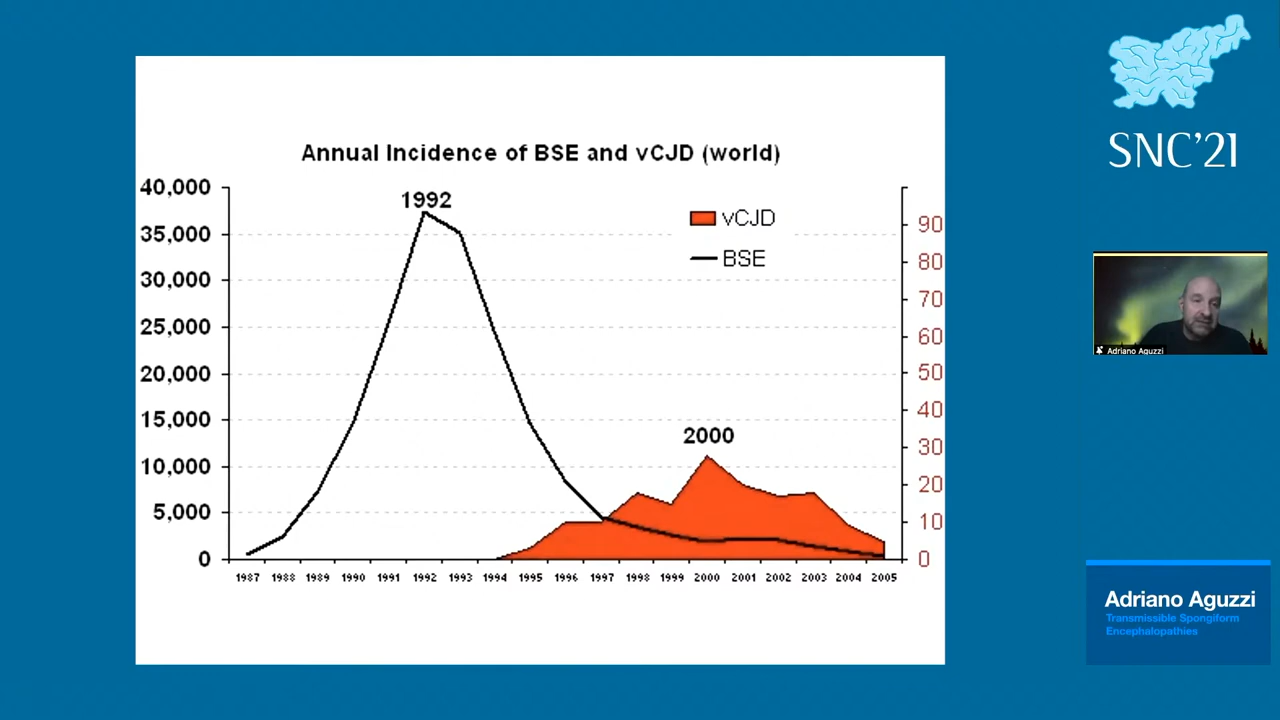 Annual Incidence of BSE and vCJD (world)
40,000
35,000
30,000
25,000
20,000
15,000
10,000
5,000
0
1992
2000
vCJD
BSE
90
80
70
60
50
40
30
20
10
0
1987 1988 1989 1990 1991 1992 1993 1994 1995 1996 1997 1998 1999 2000 2001 2002 2003 2004 2005
SNC'21
Adriano Aguzzi
Adriano Aguzzi
Transmissible Spongiform
Encephalopathies